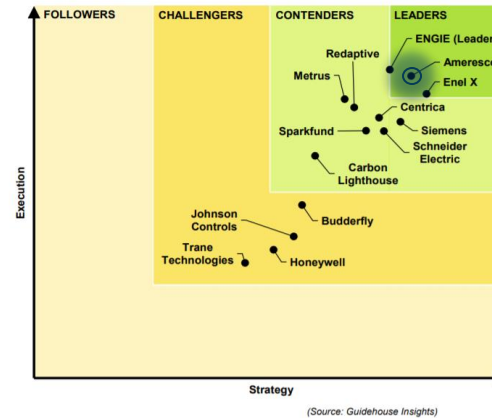 FOLLOWERS
CHALLENGERS
CONTENDERS
LEADERS
ENGIE (Leader
Redaptive
Ameresco
Metrus
Enel X
Centrica
Sparkfund
Siemens
Schneider
Electric
Carbon
Lighthouse
Johnson
Controls
Budderfly
Trane
Technologies
Honeywell
Execution
Strategy
(Source: Guidehouse Insights)